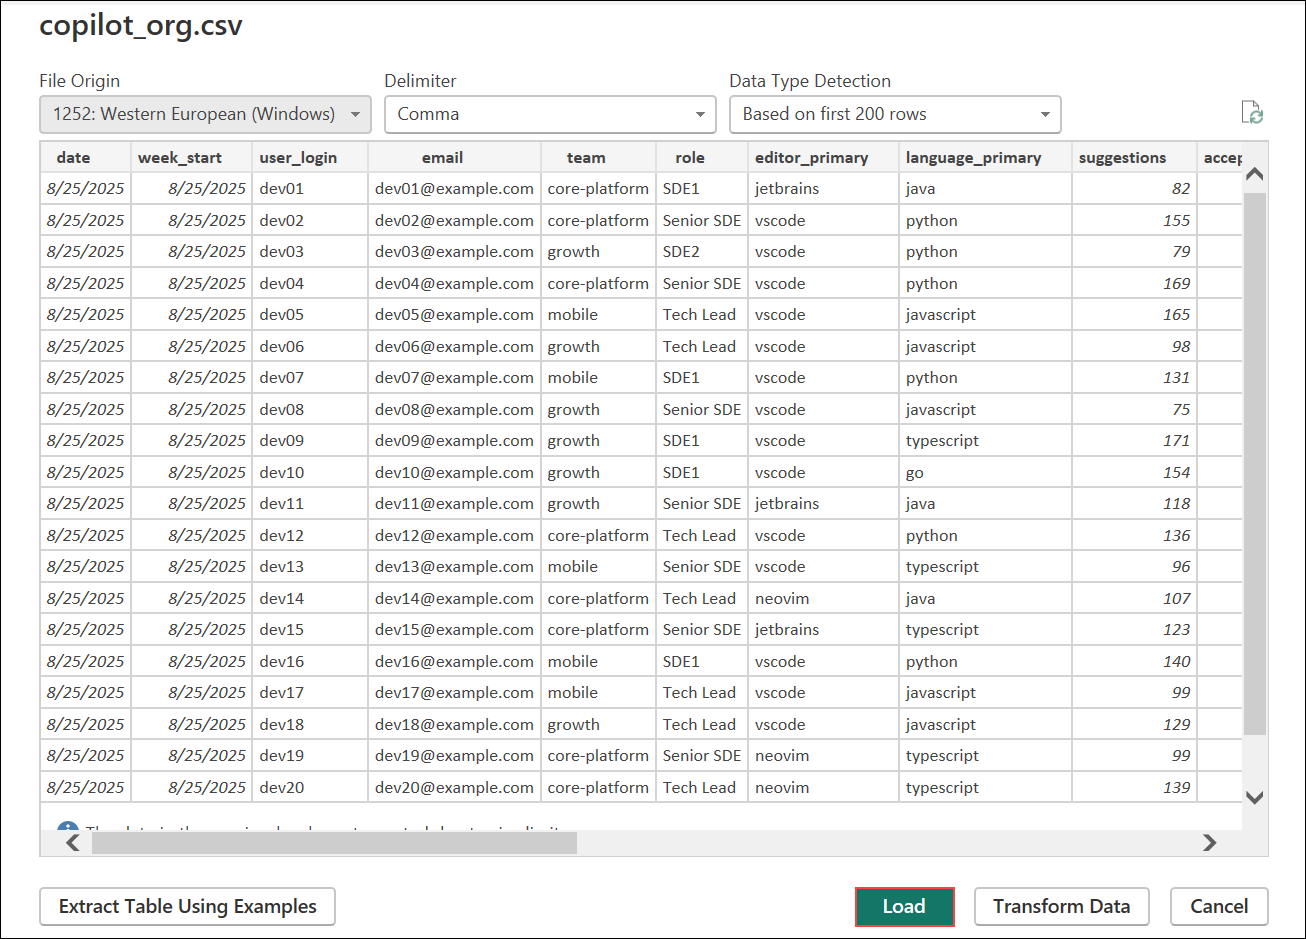 copilot_org.csv
File Origin Delimiter Data Type Detection
1252: Western European (Windows) Comma Based on first 200 rows
date week_start user_login email team role editor_primary language_primary suggestions
8/25/2025 8/25/2025 dev01 dev01@example.com core-platform SDE1 jetbrains java 82
8/25/2025 8/25/2025 dev02 dev02@example.com core-platform Senior SDE vscode python 155
8/25/2025 8/25/2025 dev03 dev03@example.com growth SDE2 vscode python 79
8/25/2025 8/25/2025 dev04 dev04@example.com core-platform Senior SDE vscode python 169
8/25/2025 8/25/2025 dev05 dev05@example.com mobile Tech Lead vscode javascript 165
8/25/2025 8/25/2025 dev06 dev06@example.com growth Tech Lead vscode javascript 98
8/25/2025 8/25/2025 dev07 dev07@example.com mobile SDE1 vscode python 131
8/25/2025 8/25/2025 dev08 dev08@example.com growth Senior SDE vscode javascript 75
8/25/2025 8/25/2025 dev09 dev09@example.com growth SDE1 vscode typescript 171
8/25/2025 8/25/2025 dev10 dev10@example.com growth SDE1 vscode go 154
8/25/2025 8/25/2025 dev11 dev11@example.com growth Senior SDE jetbrains java 118
8/25/2025 8/25/2025 dev12 dev12@example.com core-platform Tech Lead vscode python 136
8/25/2025 8/25/2025 dev13 dev13@example.com mobile Senior SDE vscode typescript 96
8/25/2025 8/25/2025 dev14 dev14@example.com core-platform Tech Lead neovim java 107
8/25/2025 8/25/2025 dev15 dev15@example.com core-platform Senior SDE jetbrains typescript 123
8/25/2025 8/25/2025 dev16 dev16@example.com mobile SDE1 vscode python 140
8/25/2025 8/25/2025 dev17 dev17@example.com mobile Tech Lead vscode javascript 99
8/25/2025 8/25/2025 dev18 dev18@example.com growth Tech Lead vscode javascript 129
8/25/2025 8/25/2025 dev19 dev19@example.com core-platform Senior SDE neovim typescript 99
8/25/2025 8/25/2025 dev20 dev20@example.com core-platform Tech Lead neovim typescript 139
Extract Table Using Examples Load Transform Data Cancel